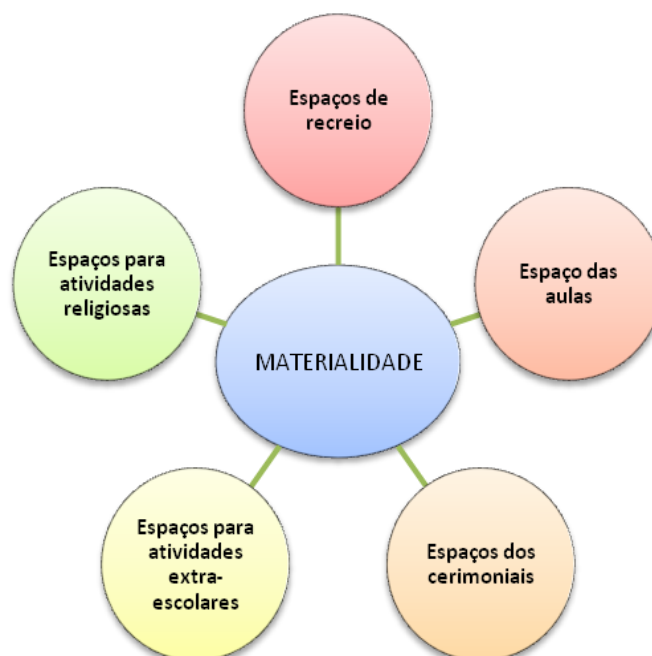 Espaços de
recreio
Espaços para
atividades
religiosas
Espaço das
aulas
MATERIALIDADE
Espaços para
atividades
extra-
escolares
Espaços dos
cerimoniais